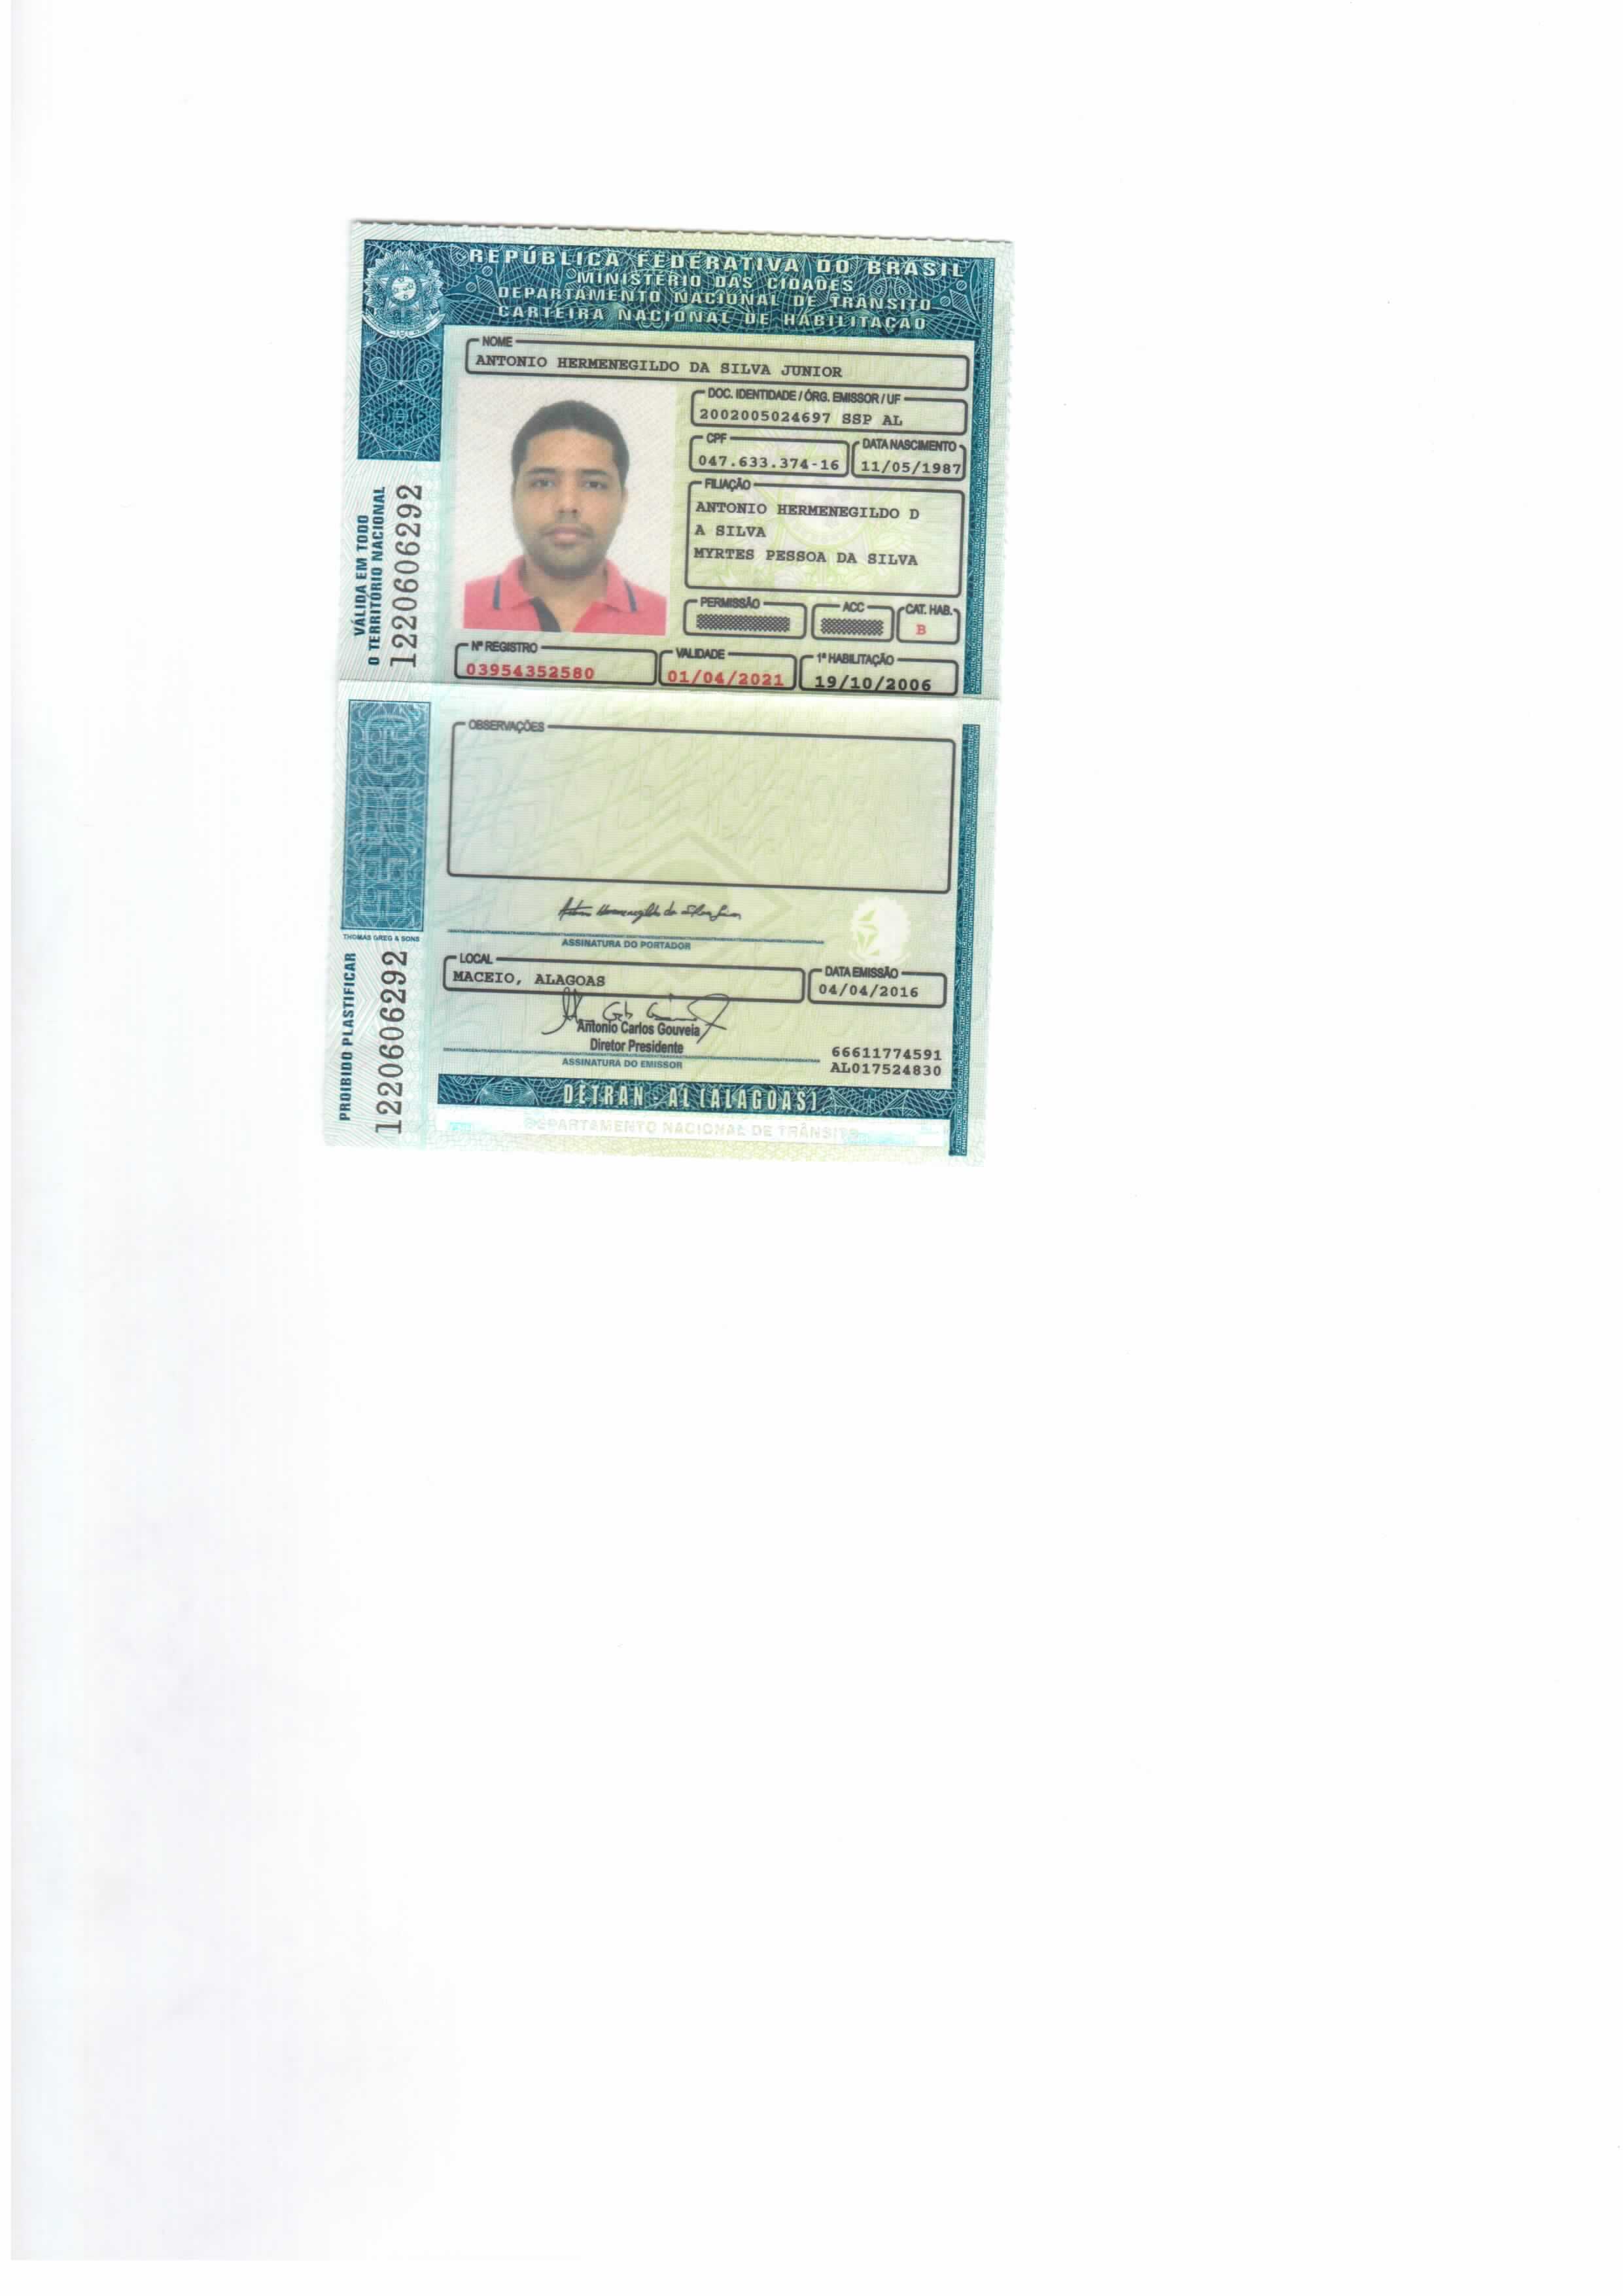 REPÚBLICA FEDERATIVA DO BRASIL
MINISTÉRIO DAS CIDADES
DEPARTAMENTO NACIONAL DE TRÂNSITO
CARTEIRA NACIONAL DE HABILITAÇÃO
NOME
ANTONIO HERMENEGILDO DA SILVA JUNIOR
DOC. IDENTIDADE / ÓRG. EMISSOR / UF
2002005024697 SSP AL
CPF
047.633.374-16
DATA NASCIMENTO
11/05/1987
FILIAÇÃO
ANTONIO HERMENEGILDO D
A SILVA
MYRTES PESSOA DA SILVA
PERMISSÃO
ACC
CAT. HAB.
B
Nº REGISTRO
03954352580
VALIDADE
01/04/2021
1ª HABILITAÇÃO
19/10/2006
VÁLIDA EM TODO
O TERRITÓRIO NACIONAL
1220606292
OBSERVAÇÕES
Antonio Hermenegildo da Silva Junior
ASSINATURA DO PORTADOR
THOMAS GREG & SONS
LOCAL
MACEIO, ALAGOAS
DATA EMISSÃO
04/04/2016
Antonio Carlos Gouveia
Diretor Presidente
ASSINATURA DO EMISSOR
66611774591
AL017524830
PROIBIDO PLASTIFICAR
1220606292
DETRAN - AL (ALAGOAS)
DEPARTAMENTO NACIONAL DE TRÂNSITO